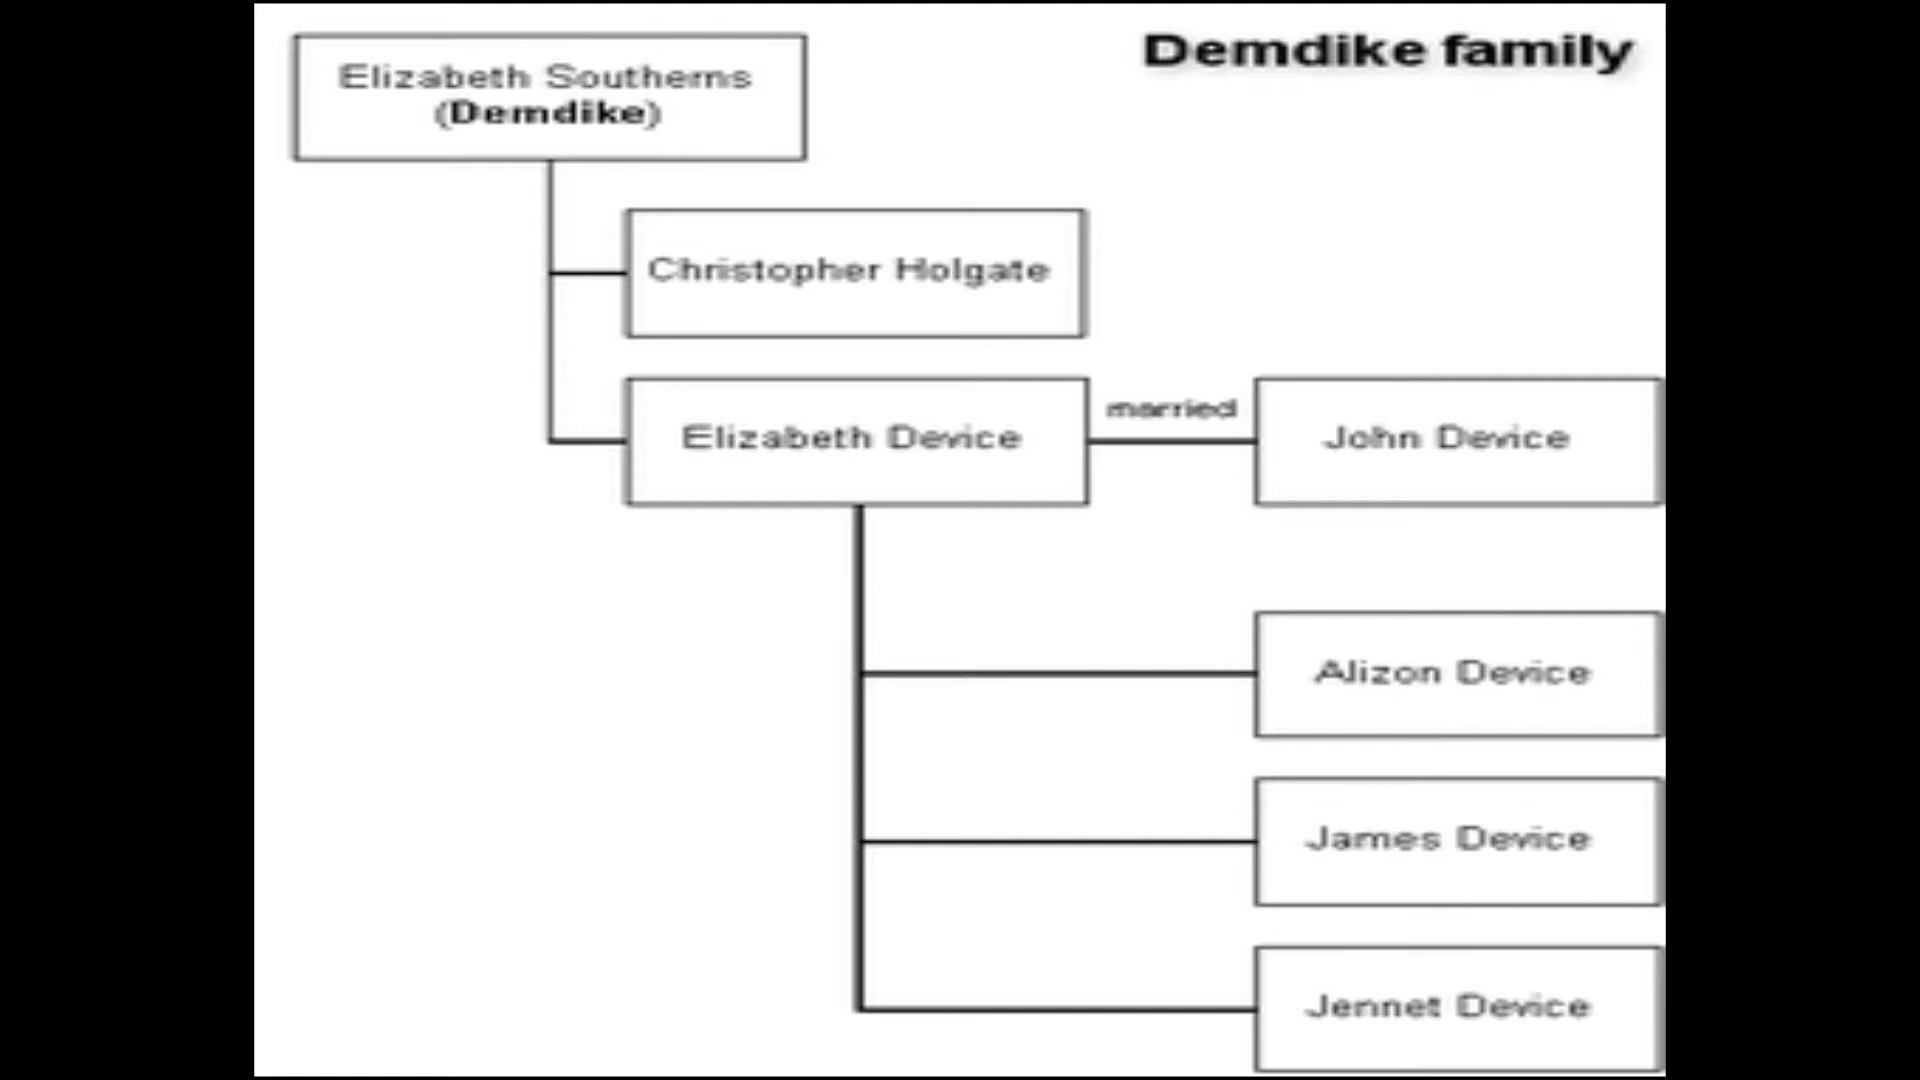 Demdike family
Elizabeth Southerns
(Demdike)
Christopher Holgate
Elizabeth Device
married
John Device
Alizon Device
James Device
Jennet Device